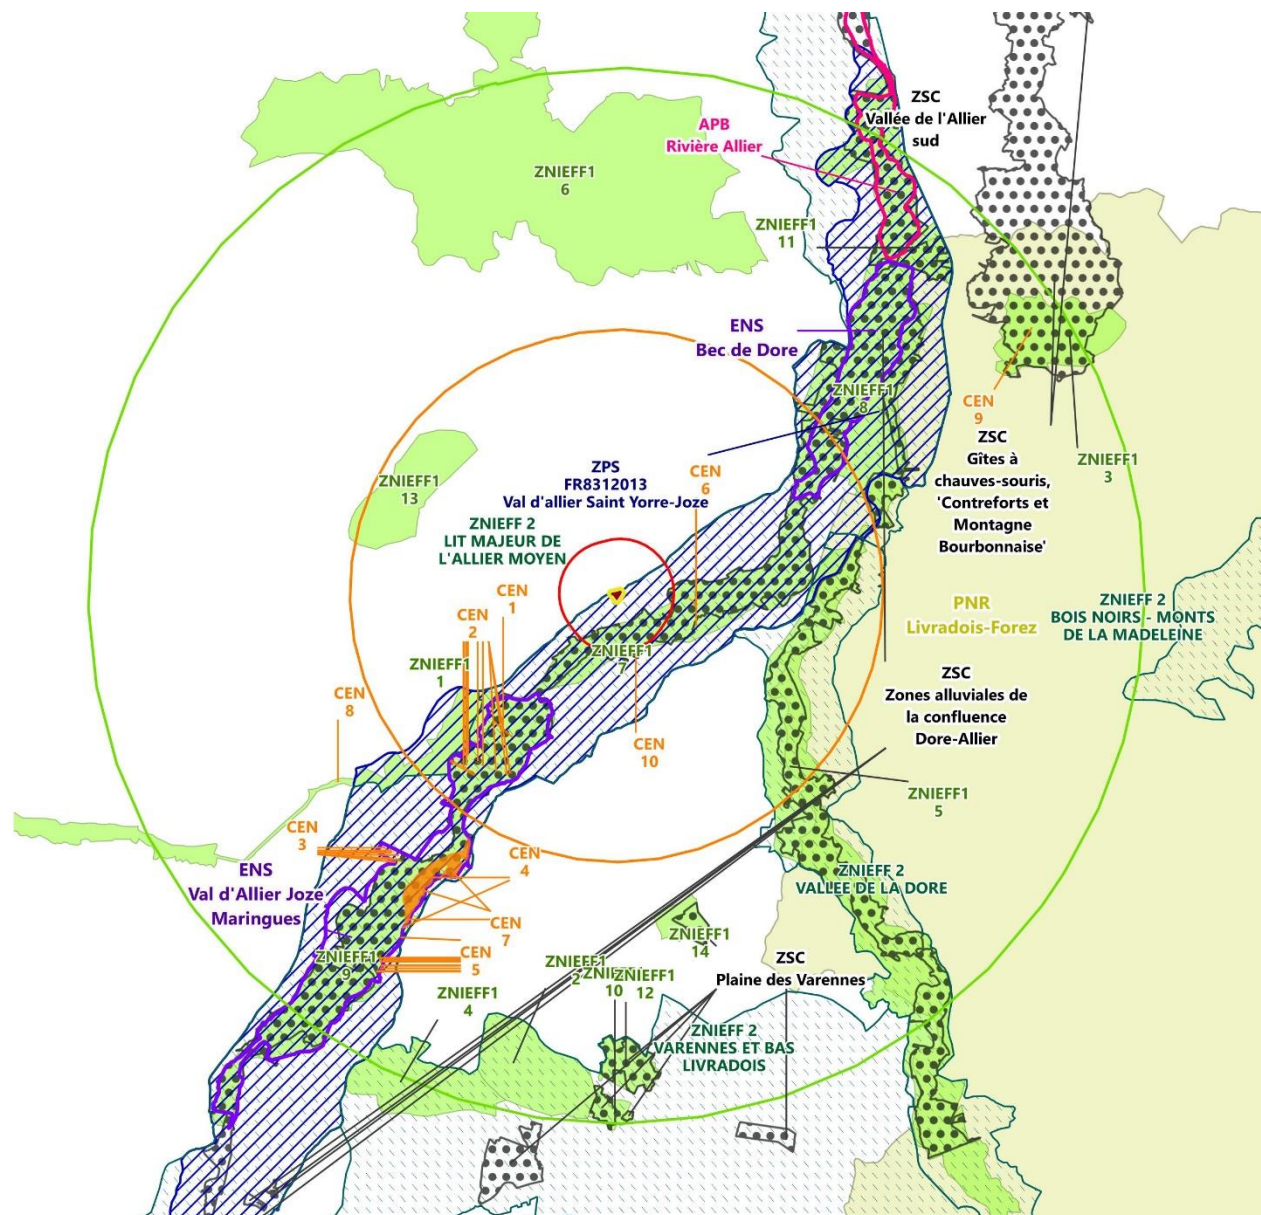 ZSC
Vallée de l'Allier
sud
APB
Rivière Allier
ZNIEFF1
6
ZNIEFF1
11
ENS
Bec de Dore
ZNIEFF1
8
CEN
9
ZSC
Gîtes à
chauves-souris,
'Contreforts et
Montagne
Bourbonnaise'
ZNIEFF1
3
ZNIEFF1
13
ZPS
FR8312013
Val d'allier Saint Yorre-Joze
CEN
6
ZNIEFF 2
LIT MAJEUR DE
L'ALLIER MOYEN
CEN
1
CEN
2
PNR
Livradois-Forez
ZNIEFF 2
BOIS NOIRS - MONTS
DE LA MADELEINE
ZNIEFF1
7
ZNIEFF1
1
CEN
8
ZSC
Zones alluviales de
la confluence
Dore-Allier
CEN
10
ZNIEFF1
5
CEN
3
CEN
4
ENS
Val d'Allier Joze
Maringues
ZNIEFF 2
VALLEE DE LA DORE
CEN
7
ZNIEFF1
14
CEN
5
ZNIEFF1
9
ZNIEFF1
2
ZNIEFF1
10
ZNIEFF1
12
ZSC
Plaine des Varennes
ZNIEFF1
4
ZNIEFF 2
VARENNES ET BAS
LIVRADOIS